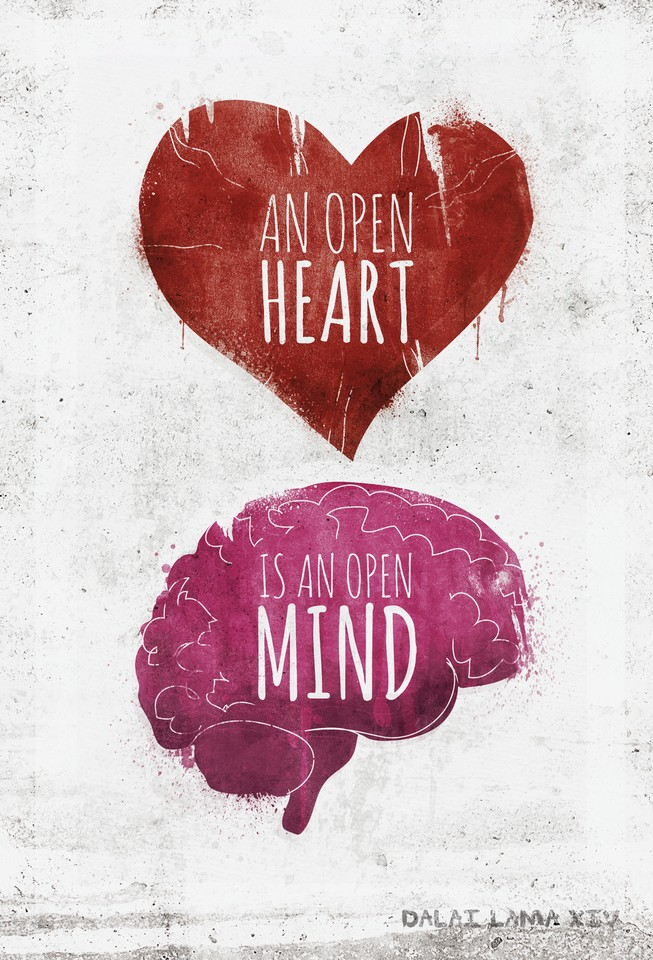 AN OPEN
HEART
IS AN OPEN
MIND
DALAI LAMA XIV